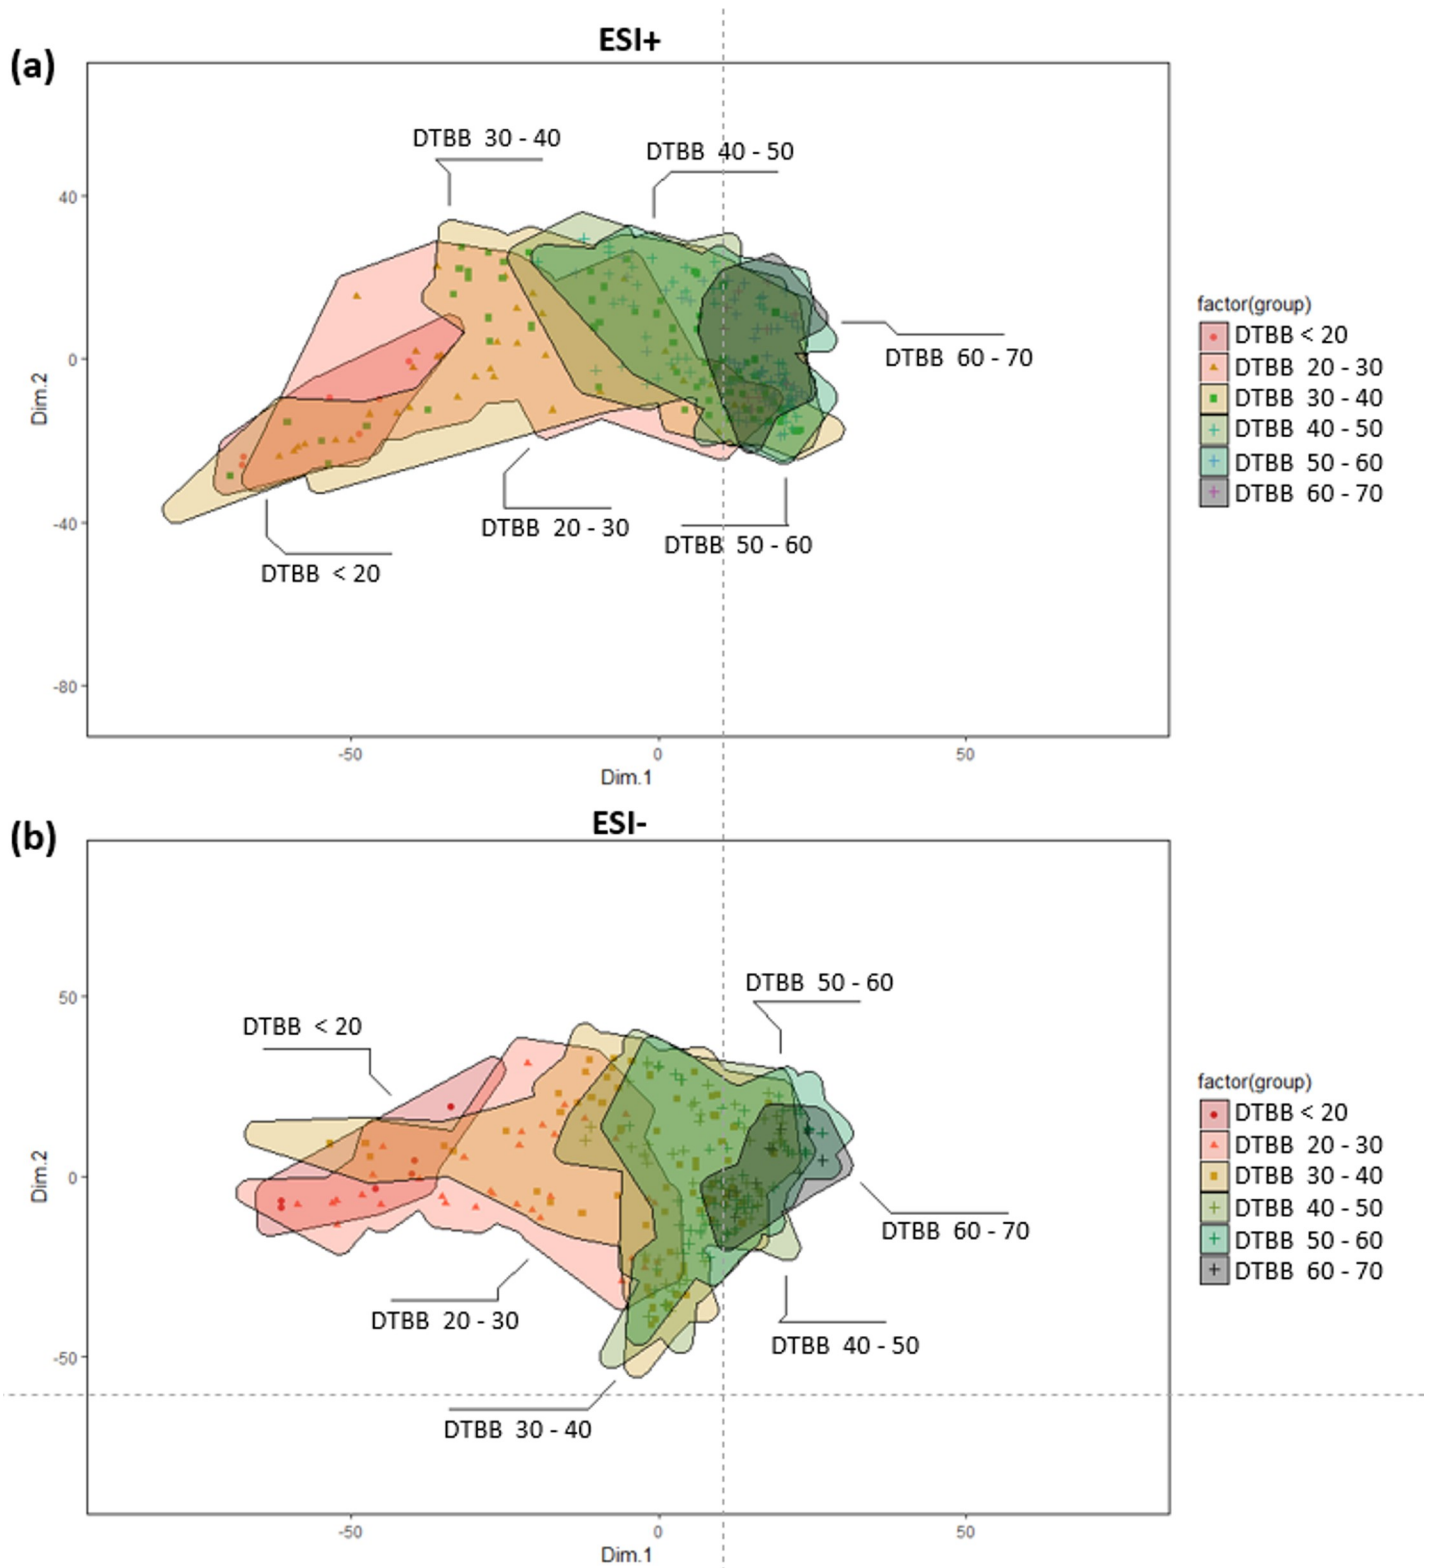 ESI+
(a)
DTBB 30 - 40
DTBB 40 - 50
40
factor(group)
DTBB < 20
DTBB 60 - 70
0
DTBB 20 - 30
DTBB 30 - 40
Dim.2
DTBB 40 - 50
DTBB 50 - 60
DTBB 60 - 70
-40
DTBB 20 - 30
DTBB 50 - 60
DTBB < 20
-80
-50
0
50
Dim.1
ESI-
(b)
DTBB 50 - 60
50
DTBB < 20
factor(group)
DTBB < 20
DTBB 20 - 30
0
DTBB 30 - 40
Dim.2
DTBB 40 - 50
DTBB 60 - 70
DTBB 50 - 60
DTBB 60 - 70
DTBB 20 - 30
DTBB 40 - 50
-50
DTBB 30 - 40
-50
0
50
Dim.1